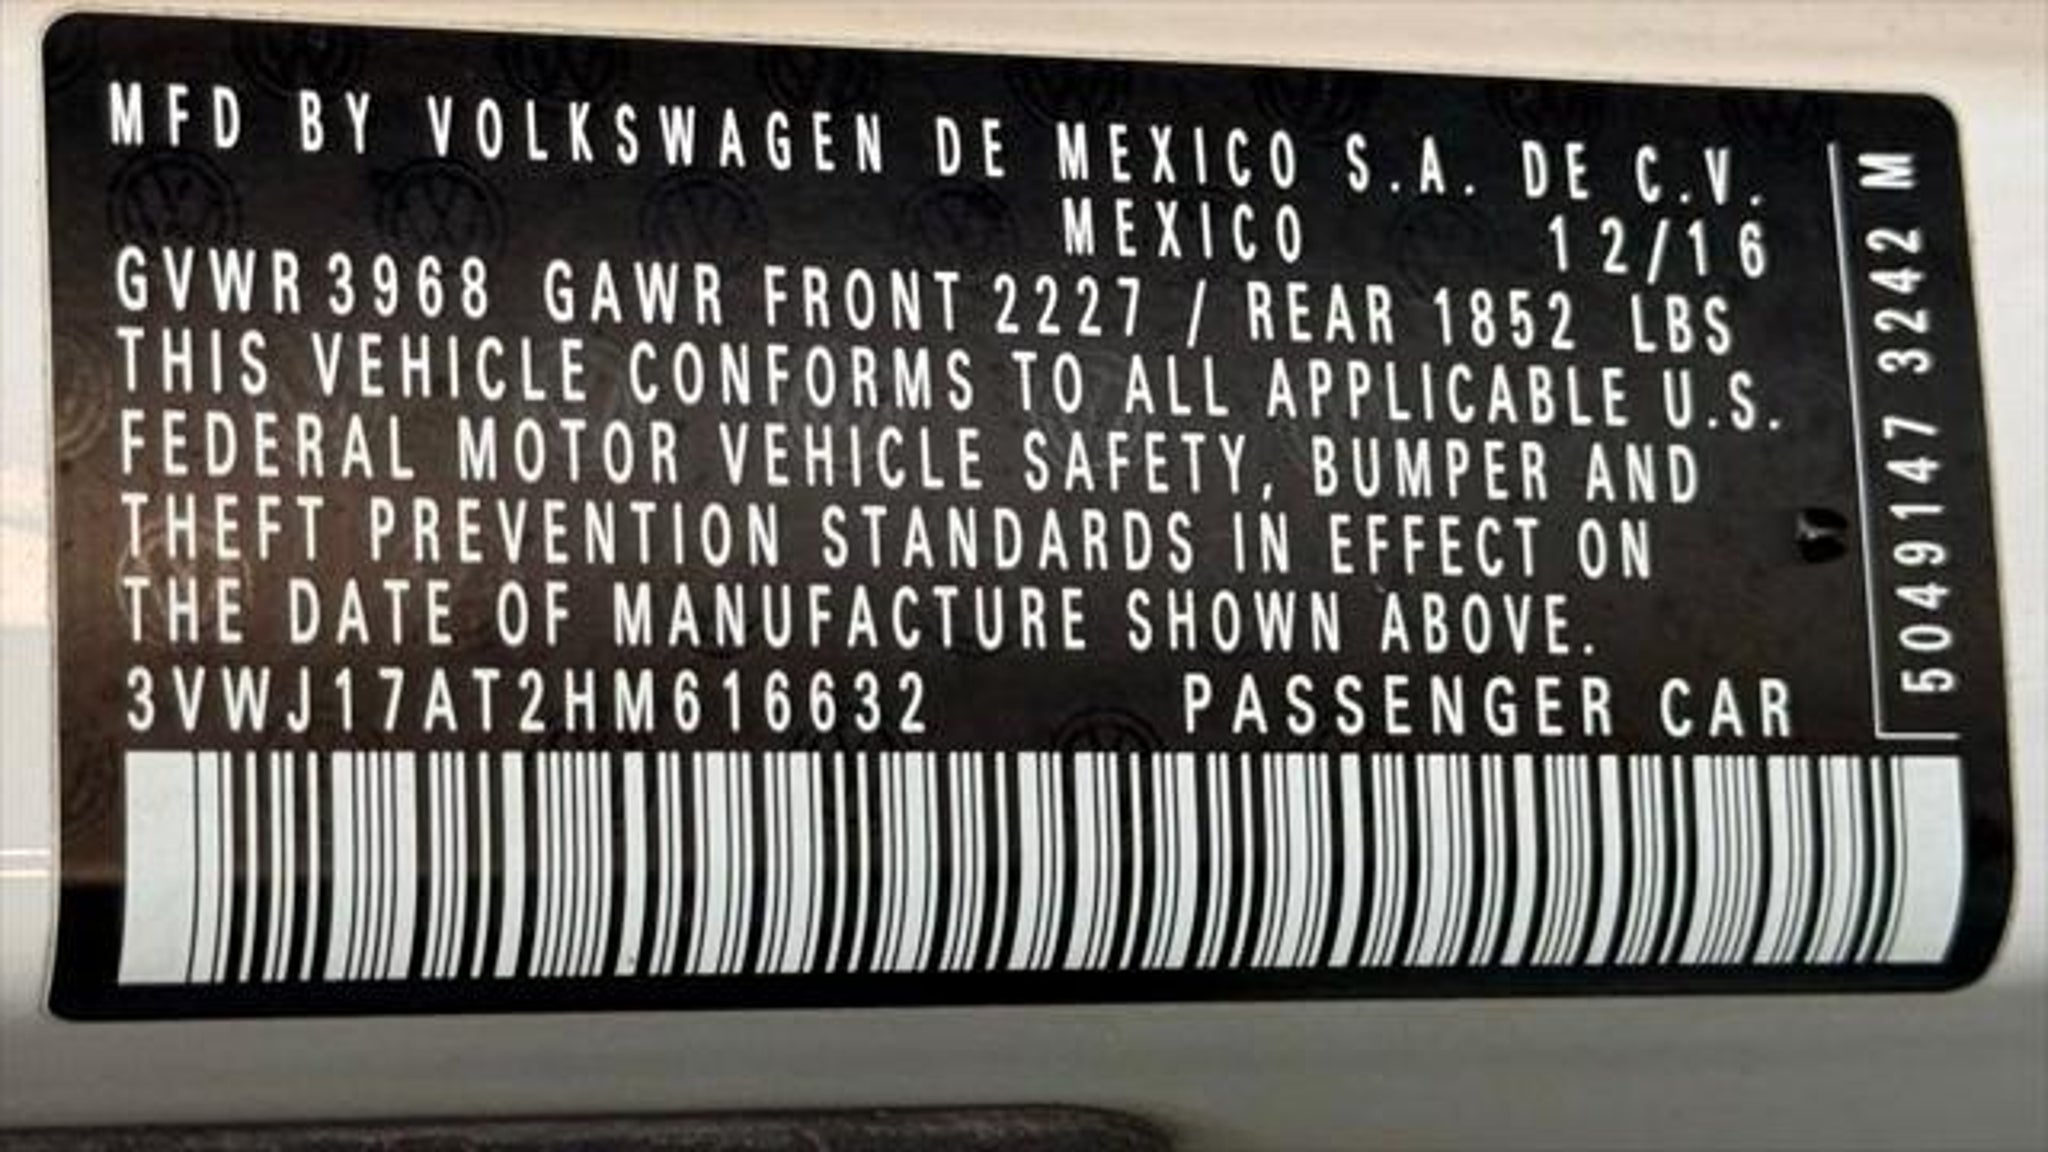 MFD BY VOLKSWAGEN DE MEXICO S.A. DE C.V.
MEXICO 12/16
GVWR 3968 GAWR FRONT 2227 / REAR 1852 LBS
THIS VEHICLE CONFORMS TO ALL APPLICABLE U.S.
FEDERAL MOTOR VEHICLE SAFETY, BUMPER AND
THEFT PREVENTION STANDARDS IN EFFECT ON
THE DATE OF MANUFACTURE SHOWN ABOVE.
3VWJ17AT2HM616632 PASSENGER CAR
5049147 3242 M